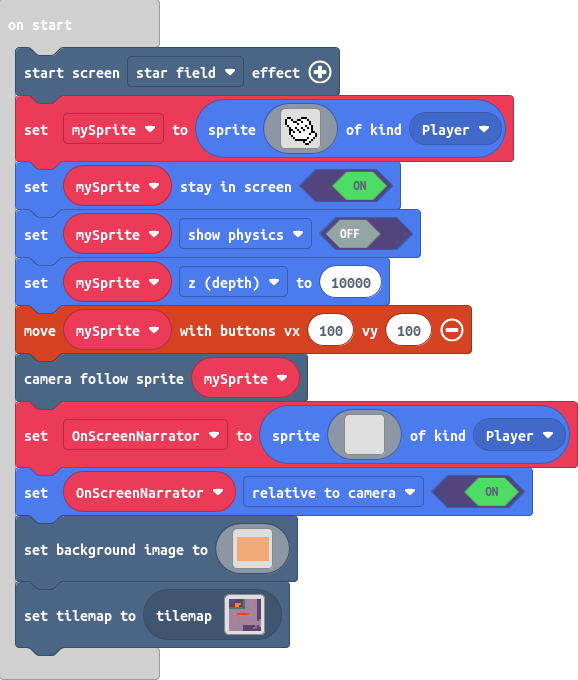 on start
start screen star field effect
set mySprite to sprite of kind Player
set mySprite stay in screen ON
set mySprite show physics OFF
set mySprite z (depth) to 10000
move mySprite with buttons vx 100 vy 100
camera follow sprite mySprite
set OnScreenNarrator to sprite of kind Player
set OnScreenNarrator relative to camera ON
set background image to
set tilemap to tilemap